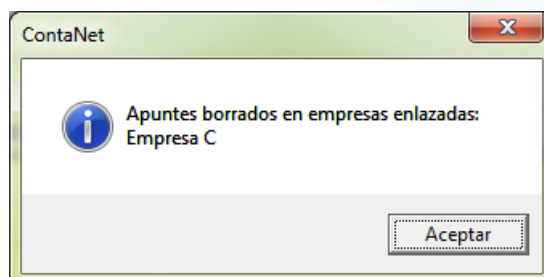 ContaNet
Apuntes borrados en empresas enlazadas:
Empresa C
Aceptar